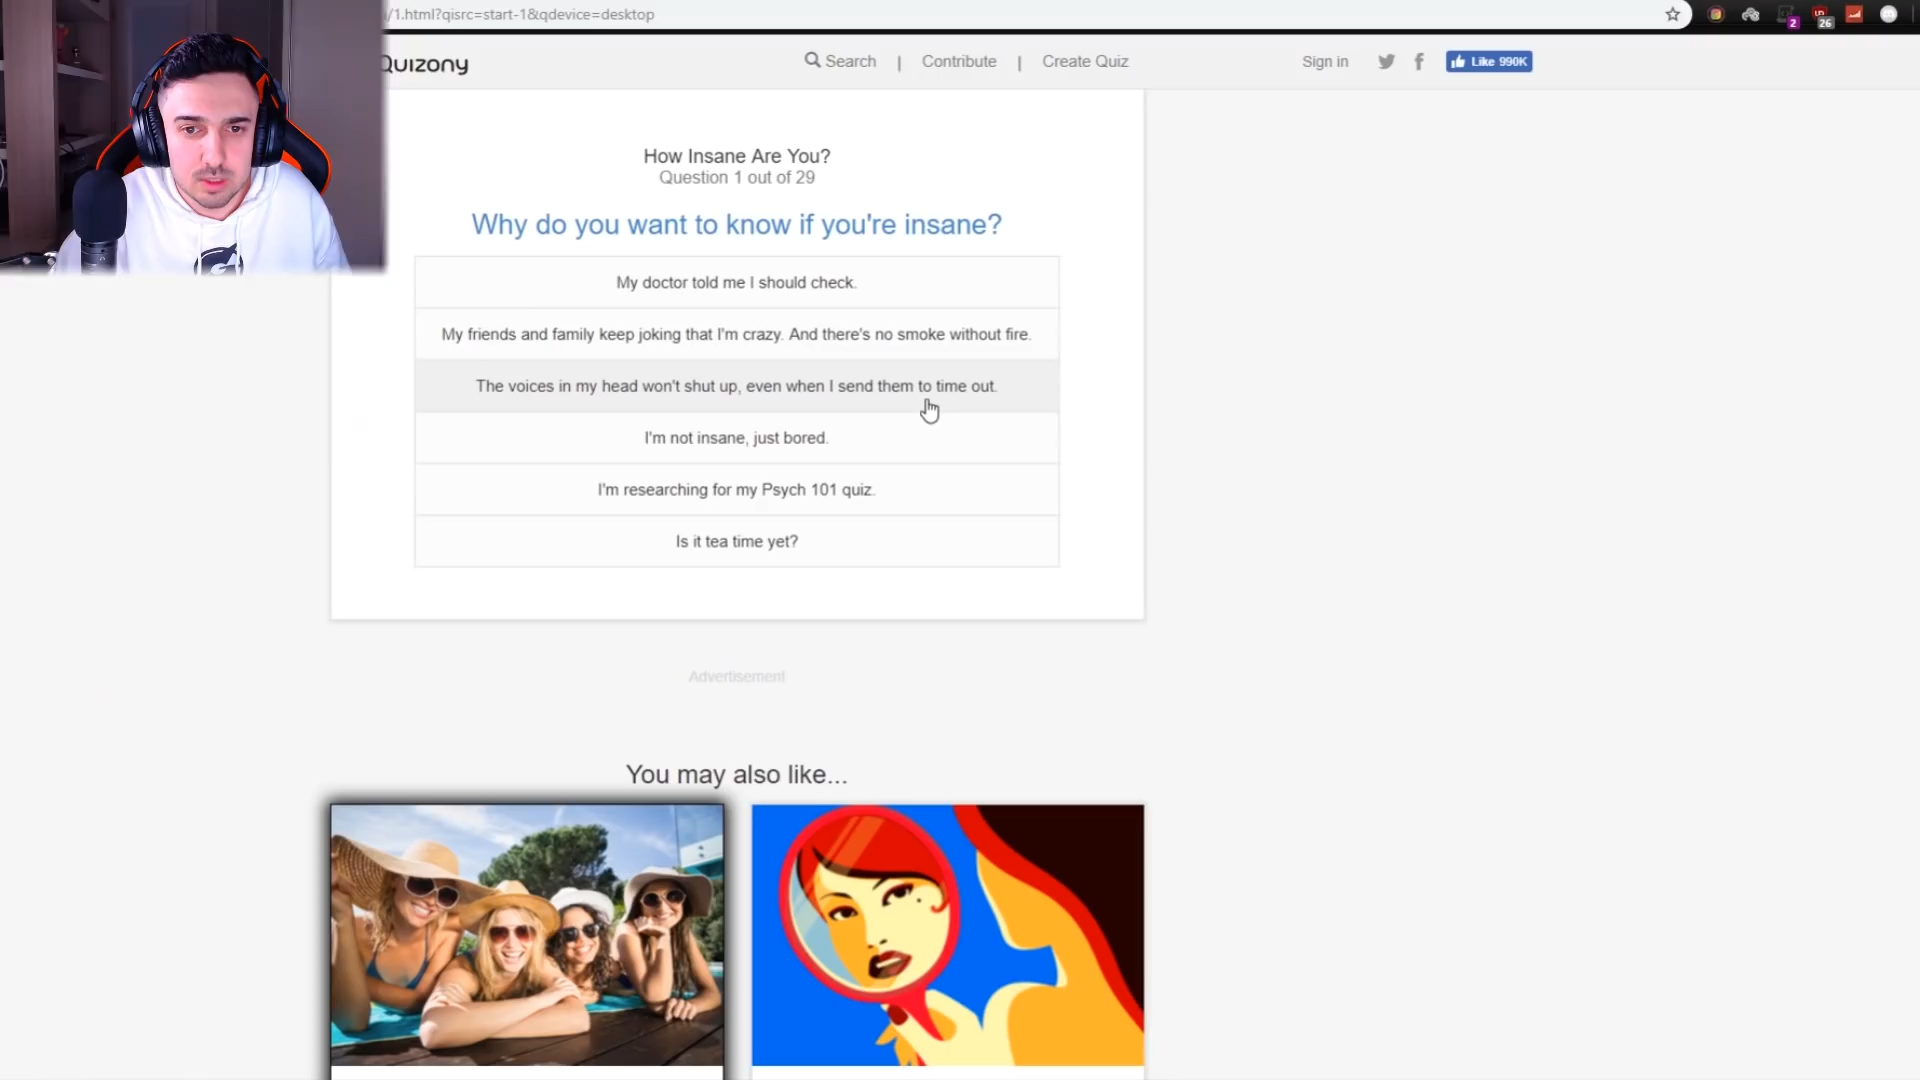 /1.html?qisrc=start-1&qdevice=desktop
2
26
Quizony
Search | Contribute | Create Quiz
Sign in
Like 990K
How Insane Are You?
Question 1 out of 29
Why do you want to know if you're insane?
My doctor told me I should check.
My friends and family keep joking that I'm crazy. And there's no smoke without fire.
The voices in my head won't shut up, even when I send them to time out.
I'm not insane, just bored.
I'm researching for my Psych 101 quiz.
Is it tea time yet?
Advertisement
You may also like...